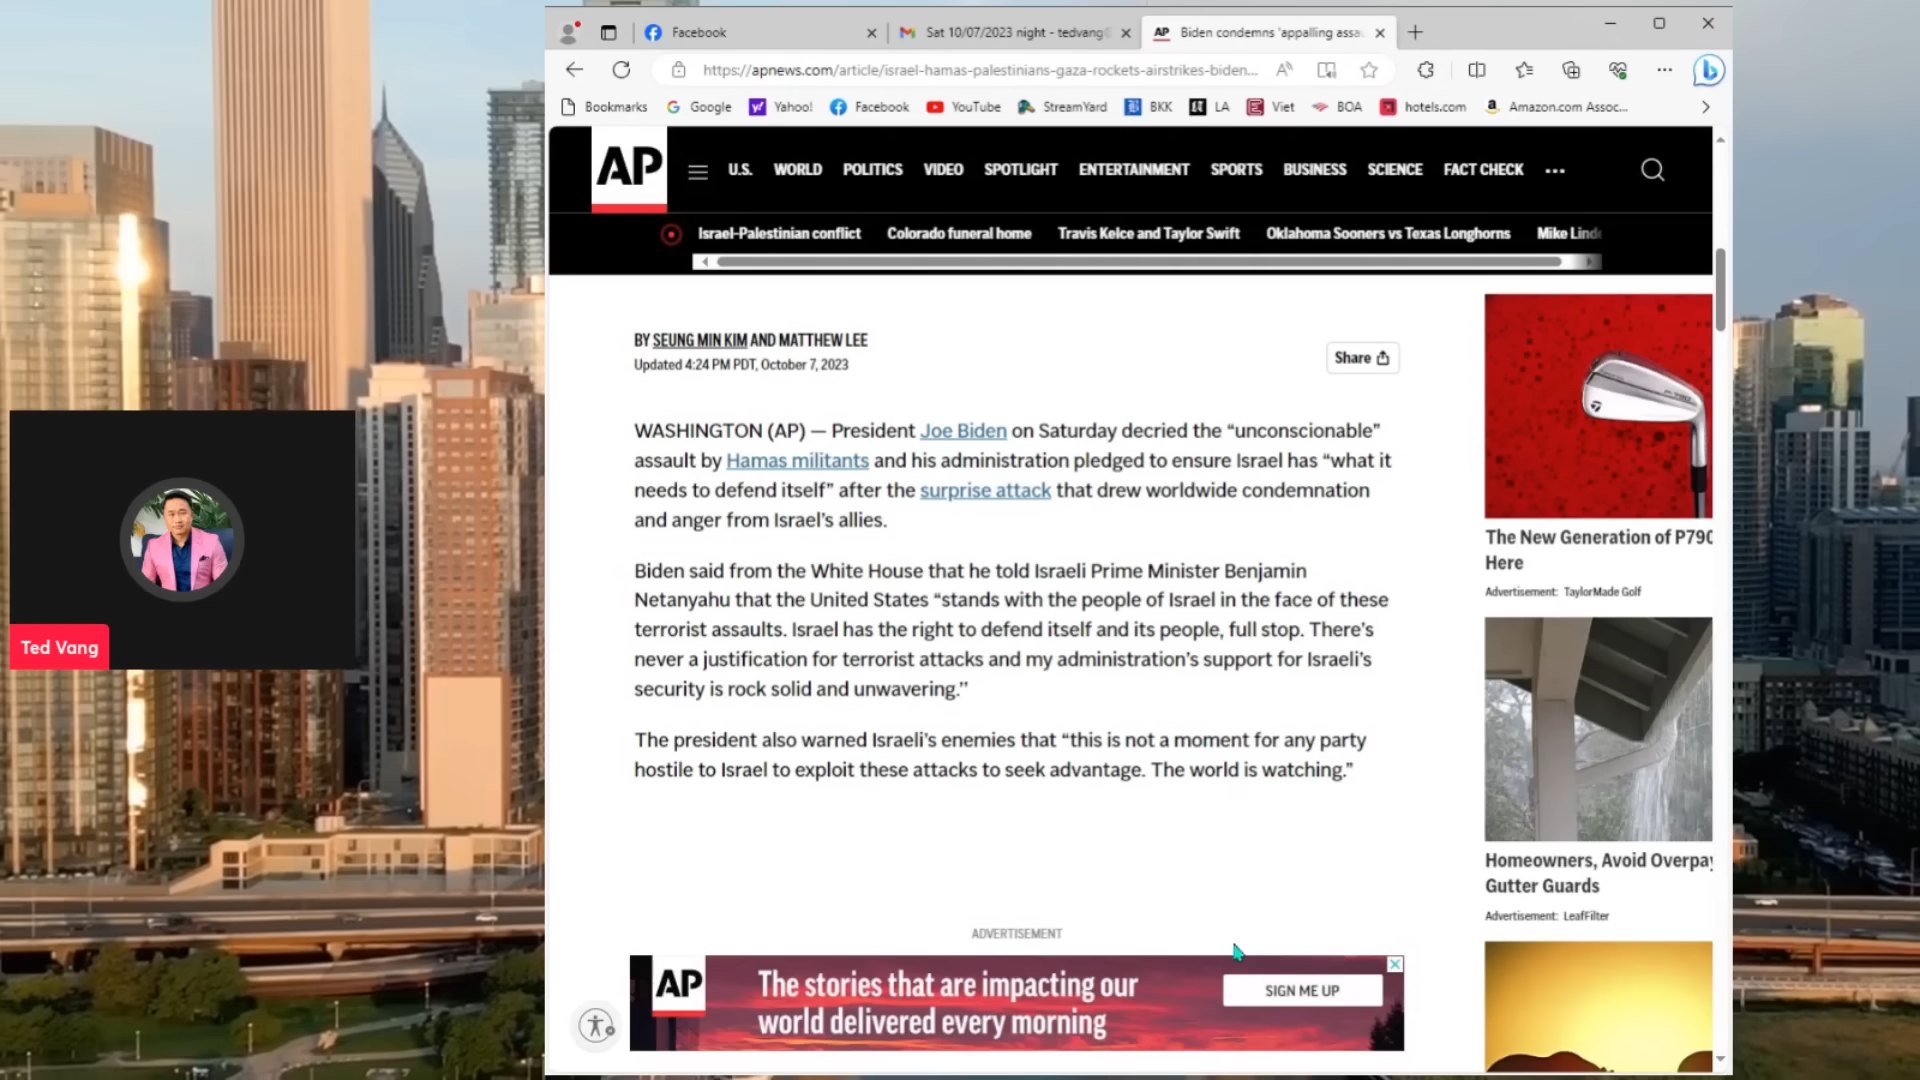 Facebook
Sat 10/07/2023 night - tedvang@
AP Biden condemns 'appalling assa
https://apnews.com/article/israel-hamas-palestinians-gaza-rockets-airstrikes-biden...
Bookmarks Google Yahoo! Facebook YouTube StreamYard BKK LA Viet BOA hotels.com Amazon.com Assoc...
AP
U.S. WORLD POLITICS VIDEO SPOTLIGHT ENTERTAINMENT SPORTS BUSINESS SCIENCE FACT CHECK
Israel-Palestinian conflict Colorado funeral home Travis Kelce and Taylor Swift Oklahoma Sooners vs Texas Longhorns Mike Linde
BY SEUNG MIN KIM AND MATTHEW LEE
Updated 4:24 PM PDT, October 7, 2023
Share
WASHINGTON (AP) — President Joe Biden on Saturday decried the “unconscionable”
assault by Hamas militants and his administration pledged to ensure Israel has “what it
needs to defend itself” after the surprise attack that drew worldwide condemnation
and anger from Israel’s allies.
Biden said from the White House that he told Israeli Prime Minister Benjamin
Netanyahu that the United States “stands with the people of Israel in the face of these
terrorist assaults. Israel has the right to defend itself and its people, full stop. There’s
never a justification for terrorist attacks and my administration’s support for Israeli’s
security is rock solid and unwavering.’’
The president also warned Israeli’s enemies that “this is not a moment for any party
hostile to Israel to exploit these attacks to seek advantage. The world is watching.”
ADVERTISEMENT
AP
The stories that are impacting our
world delivered every morning
SIGN ME UP
The New Generation of P790
Here
Advertisement: TaylorMade Golf
Homeowners, Avoid Overpay
Gutter Guards
Advertisement: LeafFilter
Ted Vang